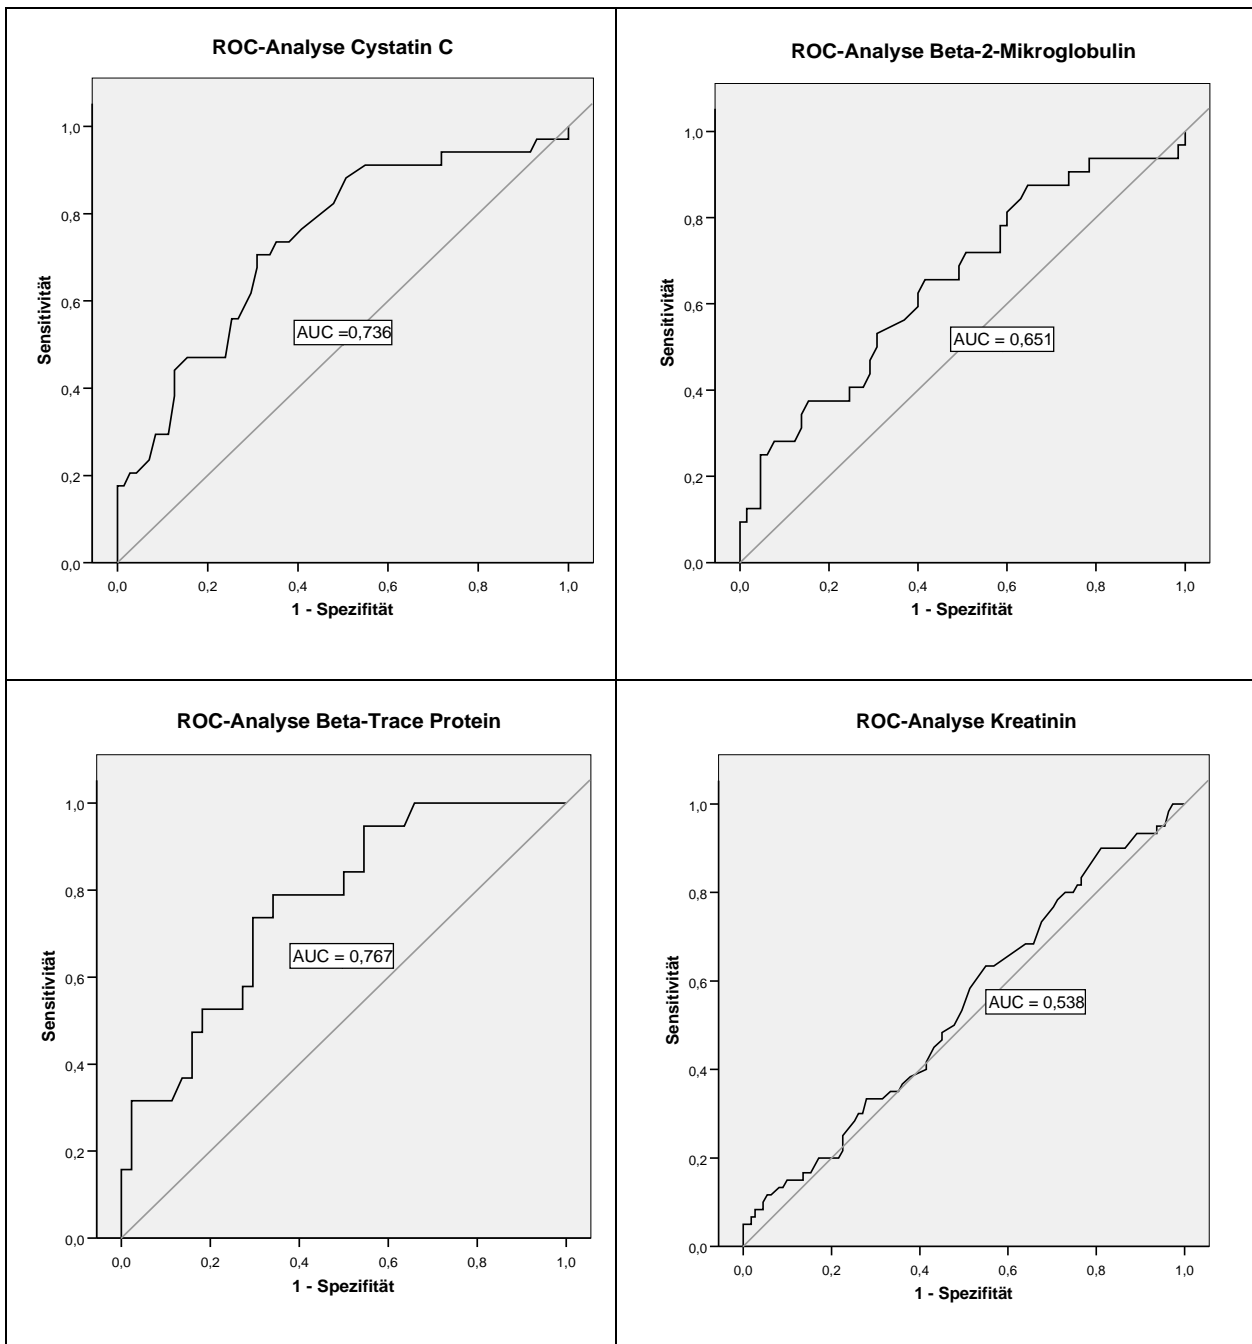 ROC-Analyse Cystatin C
1,0
0,8
0,6
0,4
0,2
0,0
Sensitivität
AUC =0,736
0,0 0,2 0,4 0,6 0,8 1,0
1 - Spezifität
ROC-Analyse Beta-2-Mikroglobulin
1,0
0,8
0,6
0,4
0,2
0,0
Sensitivität
AUC = 0,651
0,0 0,2 0,4 0,6 0,8 1,0
1 - Spezifität
ROC-Analyse Beta-Trace Protein
1,0
0,8
0,6
0,4
0,2
0,0
Sensitivität
AUC = 0,767
0,0 0,2 0,4 0,6 0,8 1,0
1 - Spezifität
ROC-Analyse Kreatinin
1,0
0,8
0,6
0,4
0,2
0,0
Sensitivität
AUC = 0,538
0,0 0,2 0,4 0,6 0,8 1,0
1 - Spezifität